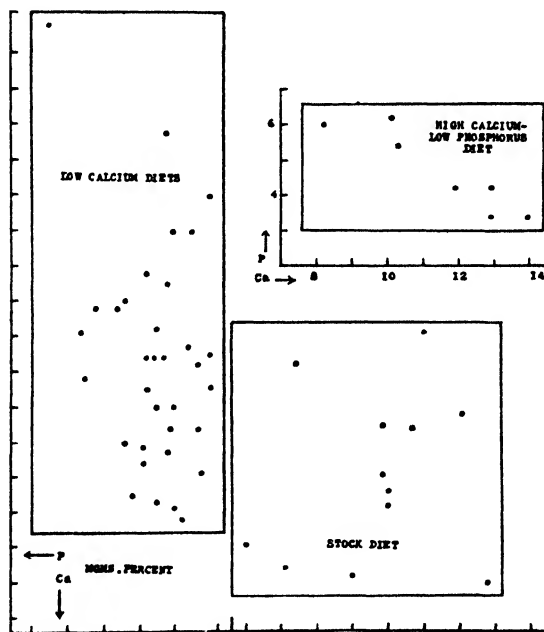 HIGH CALCIUM-
LOW PHOSPHORUS
DIET
6
4
P
Ca
8
10
12
14
LOW CALCIUM DIETS
STOCK DIET
P
Ca
MGMS. PERCENT